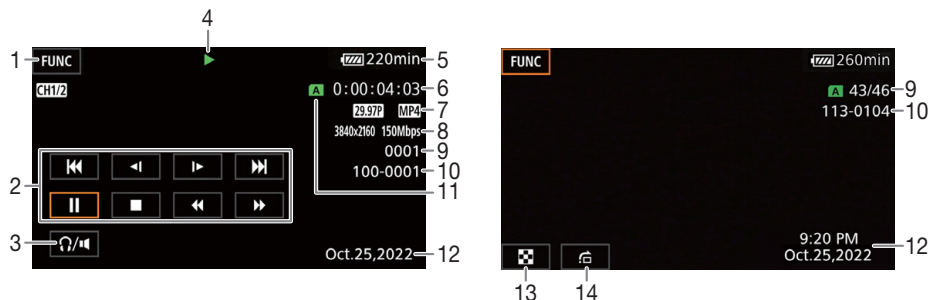 4
1 FUNC 220min 5
CH1/2 A 0:00:04:03 6
29.97P MP4 7
3840x2160 150Mbps 8
0001 9
100-0001 10
11
2
3
Oct.25,2022 12
FUNC 260min
A 43/46 9
113-0104 10
9:20 PM
Oct.25,2022 12
13 14